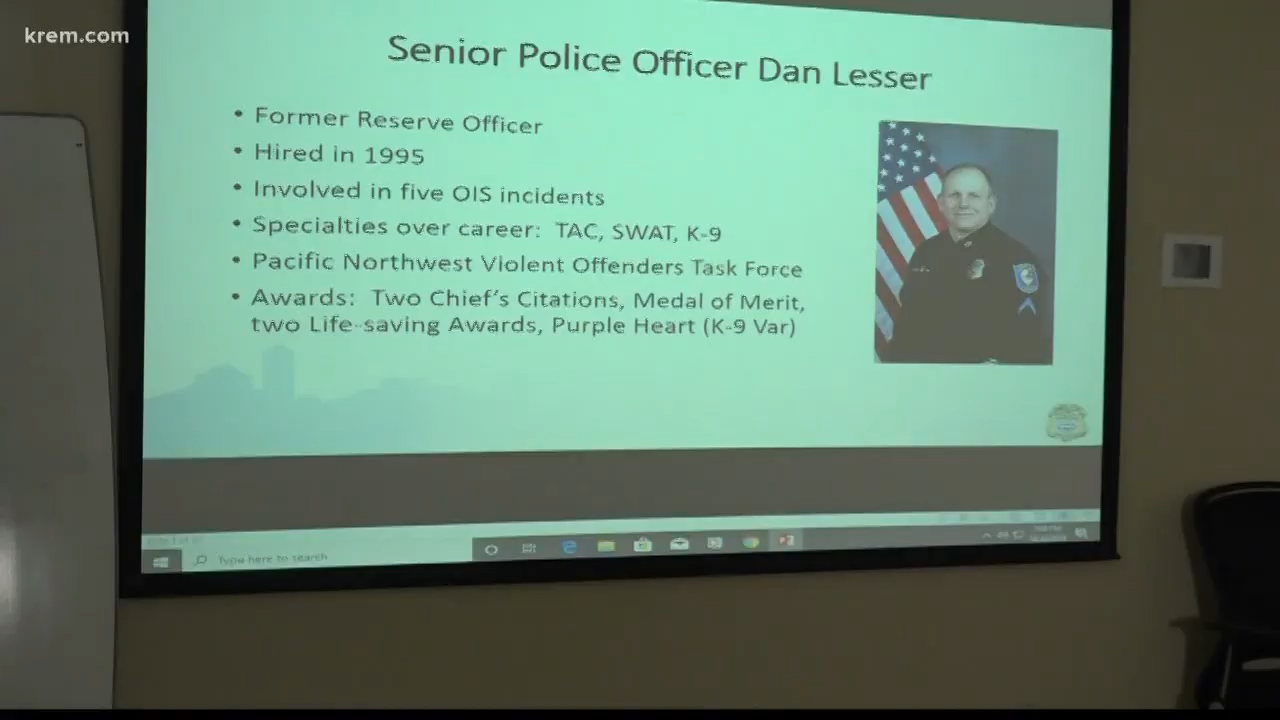 krem.com
Senior Police Officer Dan Lesser
• Former Reserve Officer
• Hired in 1995
• Involved in five OIS incidents
• Specialties over career: TAC, SWAT, K-9
• Pacific Northwest Violent Offenders Task Force
• Awards: Two Chief's Citations, Medal of Merit,
two Life-saving Awards, Purple Heart (K-9 Var)
Type here to search